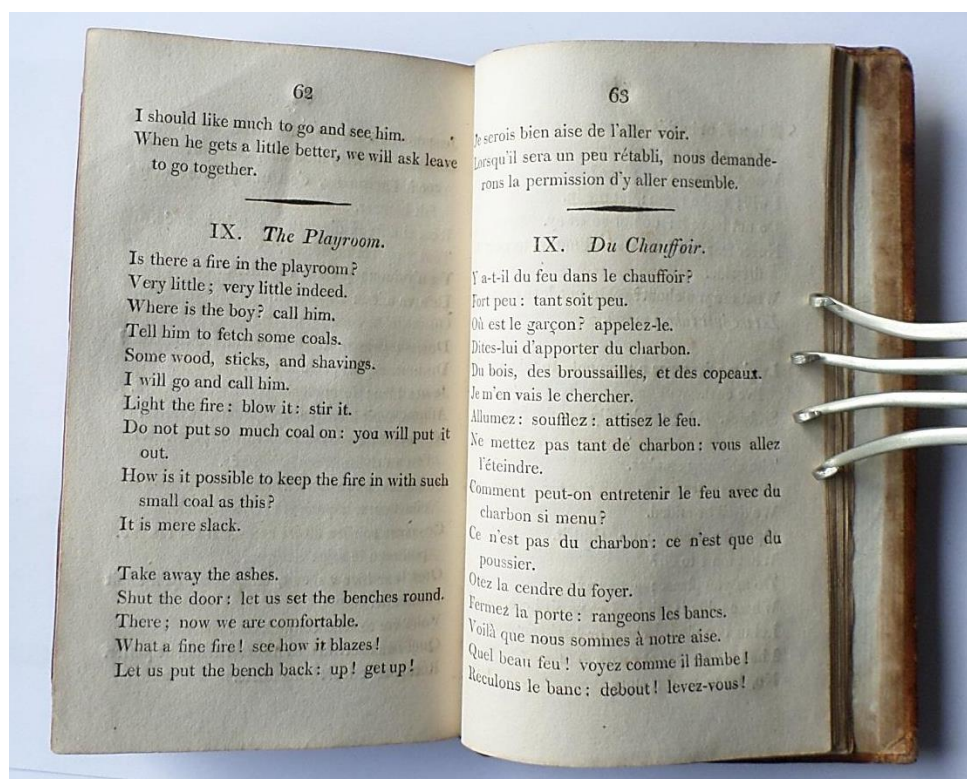 62
I should like much to go and see him.
When he gets a little better, we will ask leave
to go together.
IX. The Playroom.
Is there a fire in the playroom?
Very little; very little indeed.
Where is the boy? call him.
Tell him to fetch some coals.
Some wood, sticks, and shavings.
I will go and call him.
Light the fire: blow it: stir it.
Do not put so much coal on: you will put it
out.
How is it possible to keep the fire in with such
small coal as this?
It is mere slack.
Take away the ashes.
Shut the door: let us set the benches round.
There; now we are comfortable.
What a fine fire! see how it blazes!
Let us put the bench back: up! get up!
63
Je serois bien aise de l'aller voir.
Lorsqu'il sera un peu rétabli, nous demande-
rons la permission d'y aller ensemble.
IX. Du Chauffoir.
Y a-t-il du feu dans le chauffoir?
Fort peu: tant soit peu.
Où est le garçon? appelez-le.
Dites-lui d'apporter du charbon.
Du bois, des broussailles, et des copeaux.
Je m'en vais le chercher.
Allumez: soufflez: attisez le feu.
Ne mettez pas tant de charbon: vous allez
l'éteindre.
Comment peut-on entretenir le feu avec du
charbon si menu?
Ce n'est pas du charbon: ce n'est que du
poussier.
Otez la cendre du foyer.
Fermez la porte: rangeons les bancs.
Voilà que nous sommes à notre aise.
Quel beau feu! voyez comme il flambe!
Reculons le banc: debout! levez-vous!